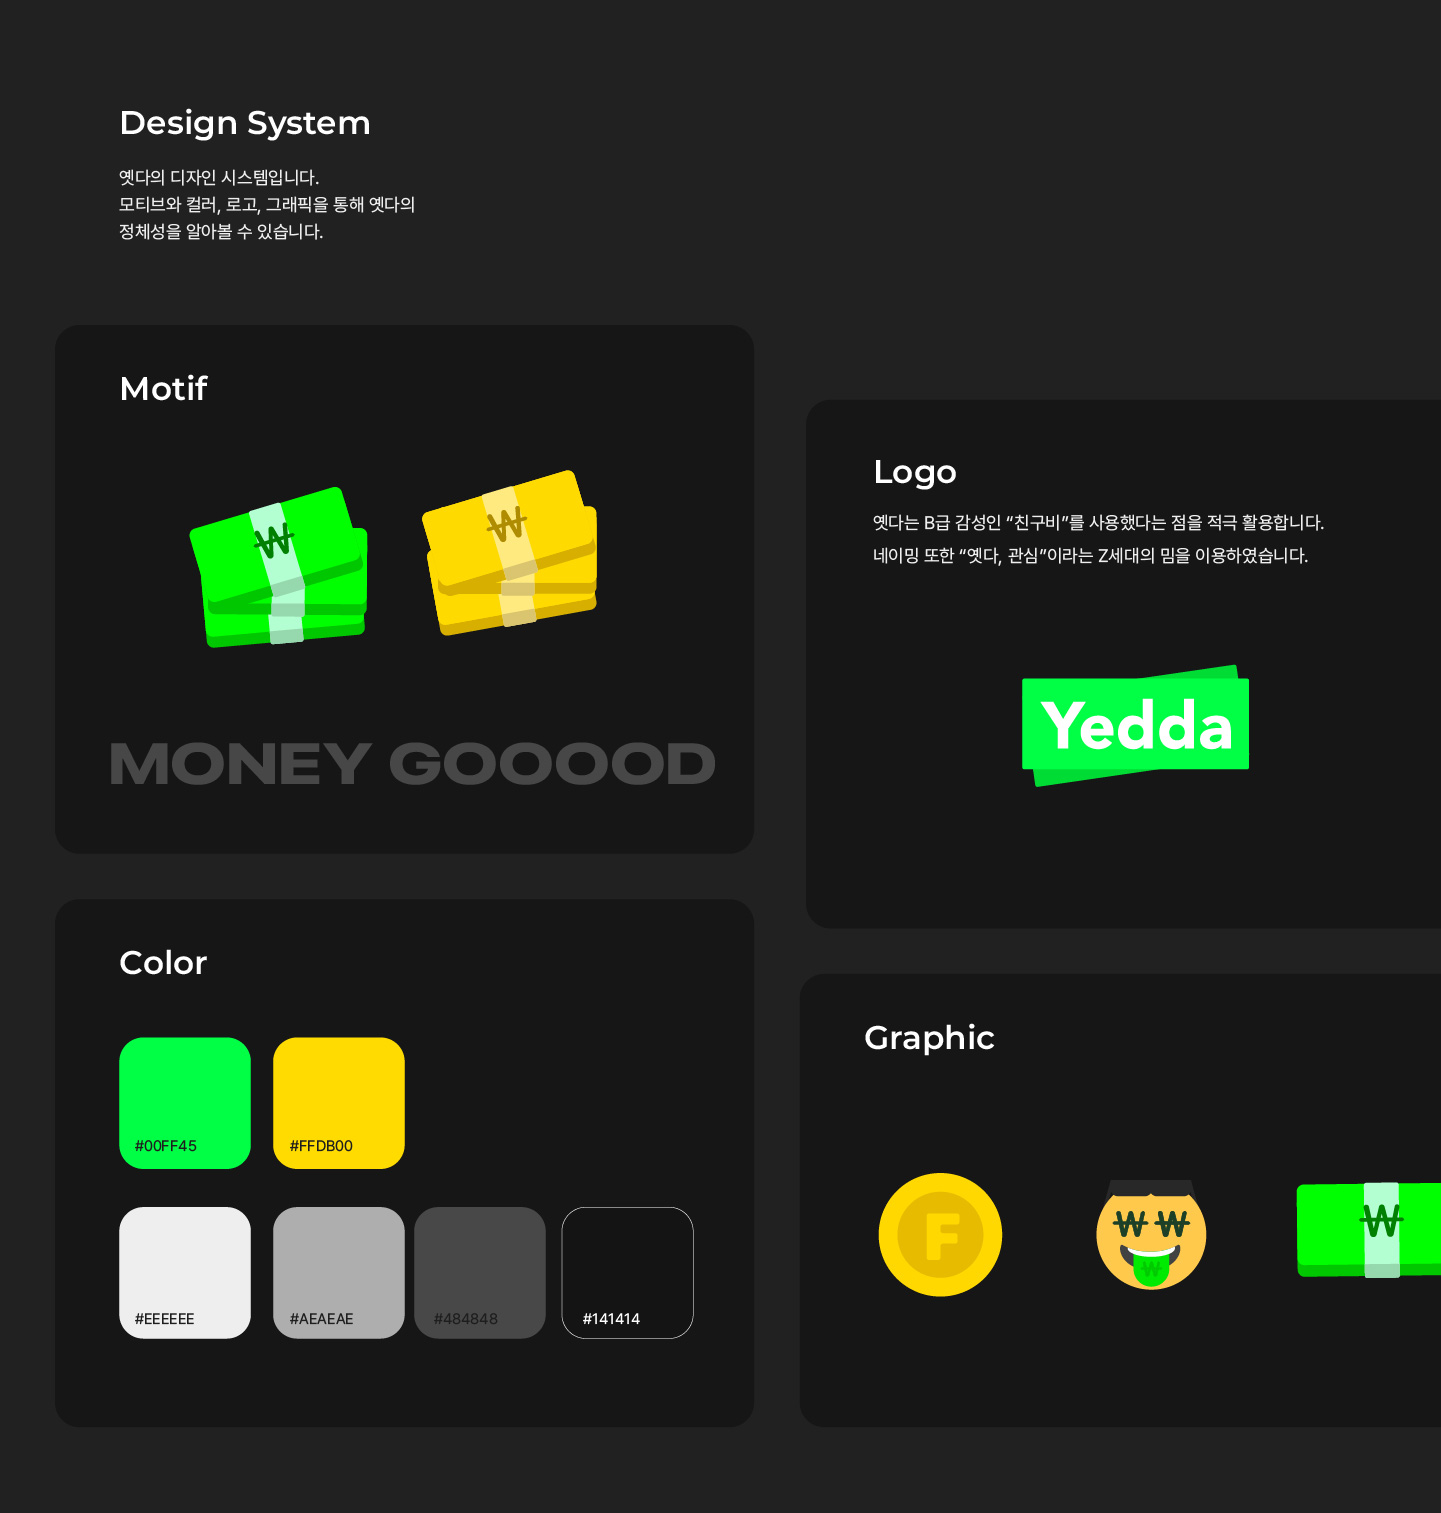 Design System
옛다의 디자인 시스템입니다.
모티브와 컬러, 로고, 그래픽을 통해 옛다의
정체성을 알아볼 수 있습니다.
Motif
₩
₩
MONEY GOOOOD
Logo
옛다는 B급 감성인 “친구비”를 사용했다는 점을 적극 활용합니다.
네이밍 또한 “옛다, 관심”이라는 Z세대의 밈을 이용하였습니다.
Yedda
Color
#00FF45
#FFDB00
#EEEEEE
#AEAEAE
#484848
#141414
Graphic
F
₩ ₩
₩
₩